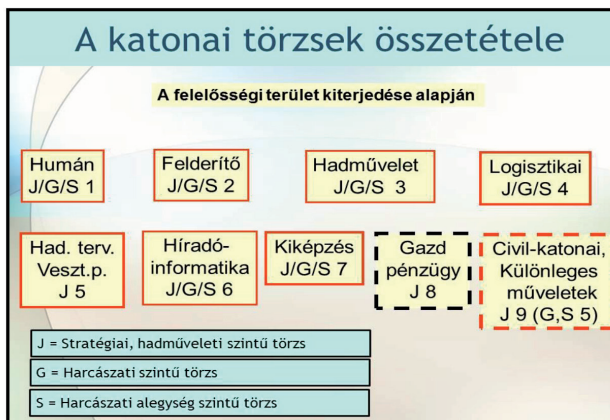 A katonai törzsek összetétele
A felelősségi terület kiterjedése alapján
Humán
J/G/S 1
Felderítő
J/G/S 2
Hadművelet
J/G/S 3
Logisztikai
J/G/S 4
Had. terv.
Veszt.p.
J 5
Híradó-
informatika
J/G/S 6
Kiképzés
J/G/S 7
Gazd
pénzügy
J 8
Civil-katonai,
Különleges
műveletek
J 9 (G,S 5)
J = Stratégiai, hadműveleti szintű törzs
G = Harcászati szintű törzs
S = Harcászati alegység szintű törzs